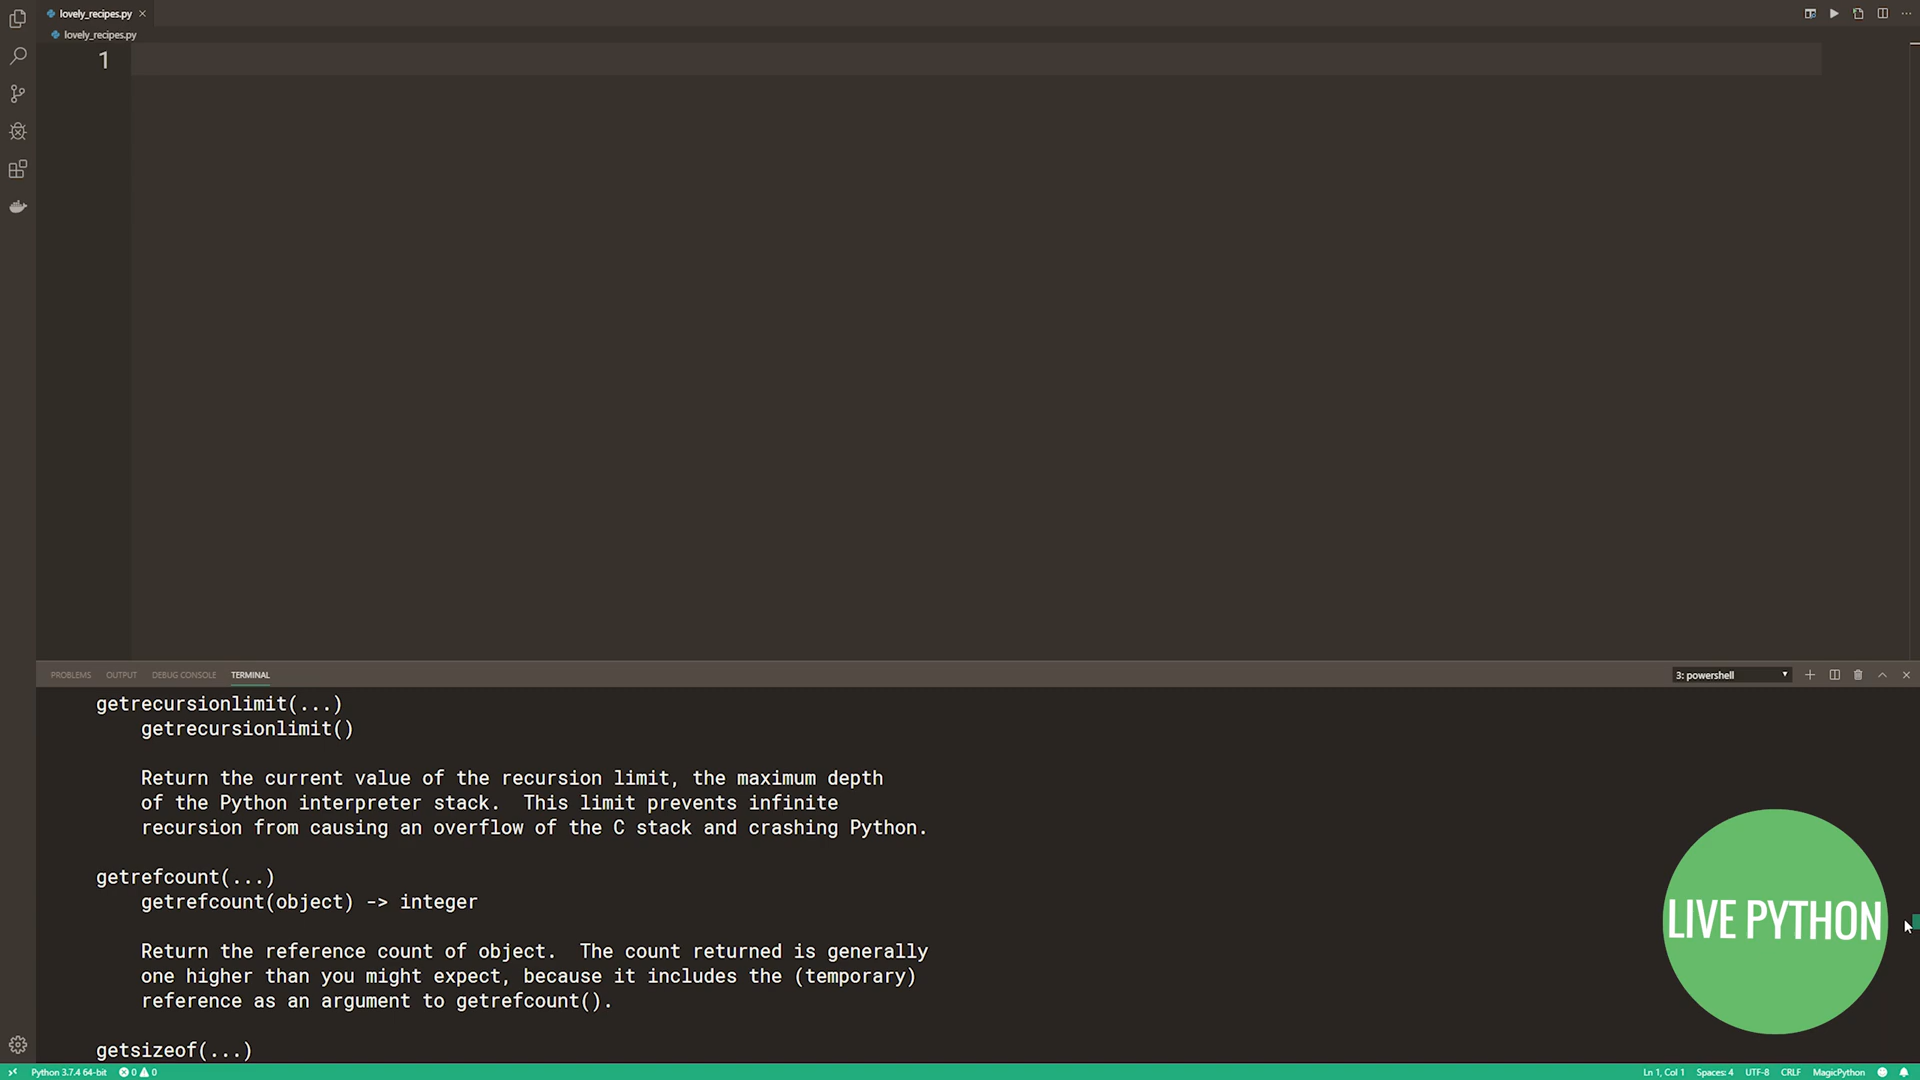 lovely_recipes.py
lovely_recipes.py
1
PROBLEMS OUTPUT DEBUG CONSOLE TERMINAL 3: powershell
getrecursionlimit(...)
getrecursionlimit()
Return the current value of the recursion limit, the maximum depth
of the Python interpreter stack.  This limit prevents infinite
recursion from causing an overflow of the C stack and crashing Python.
getrefcount(...)
getrefcount(object) -> integer
Return the reference count of object.  The count returned is generally
one higher than you might expect, because it includes the (temporary)
reference as an argument to getrefcount().
getsizeof(...)
LIVE PYTHON
Python 3.7.4 64-bit 0 0 Ln 1, Col 1 Spaces: 4 UTF-8 CRLF MagicPython